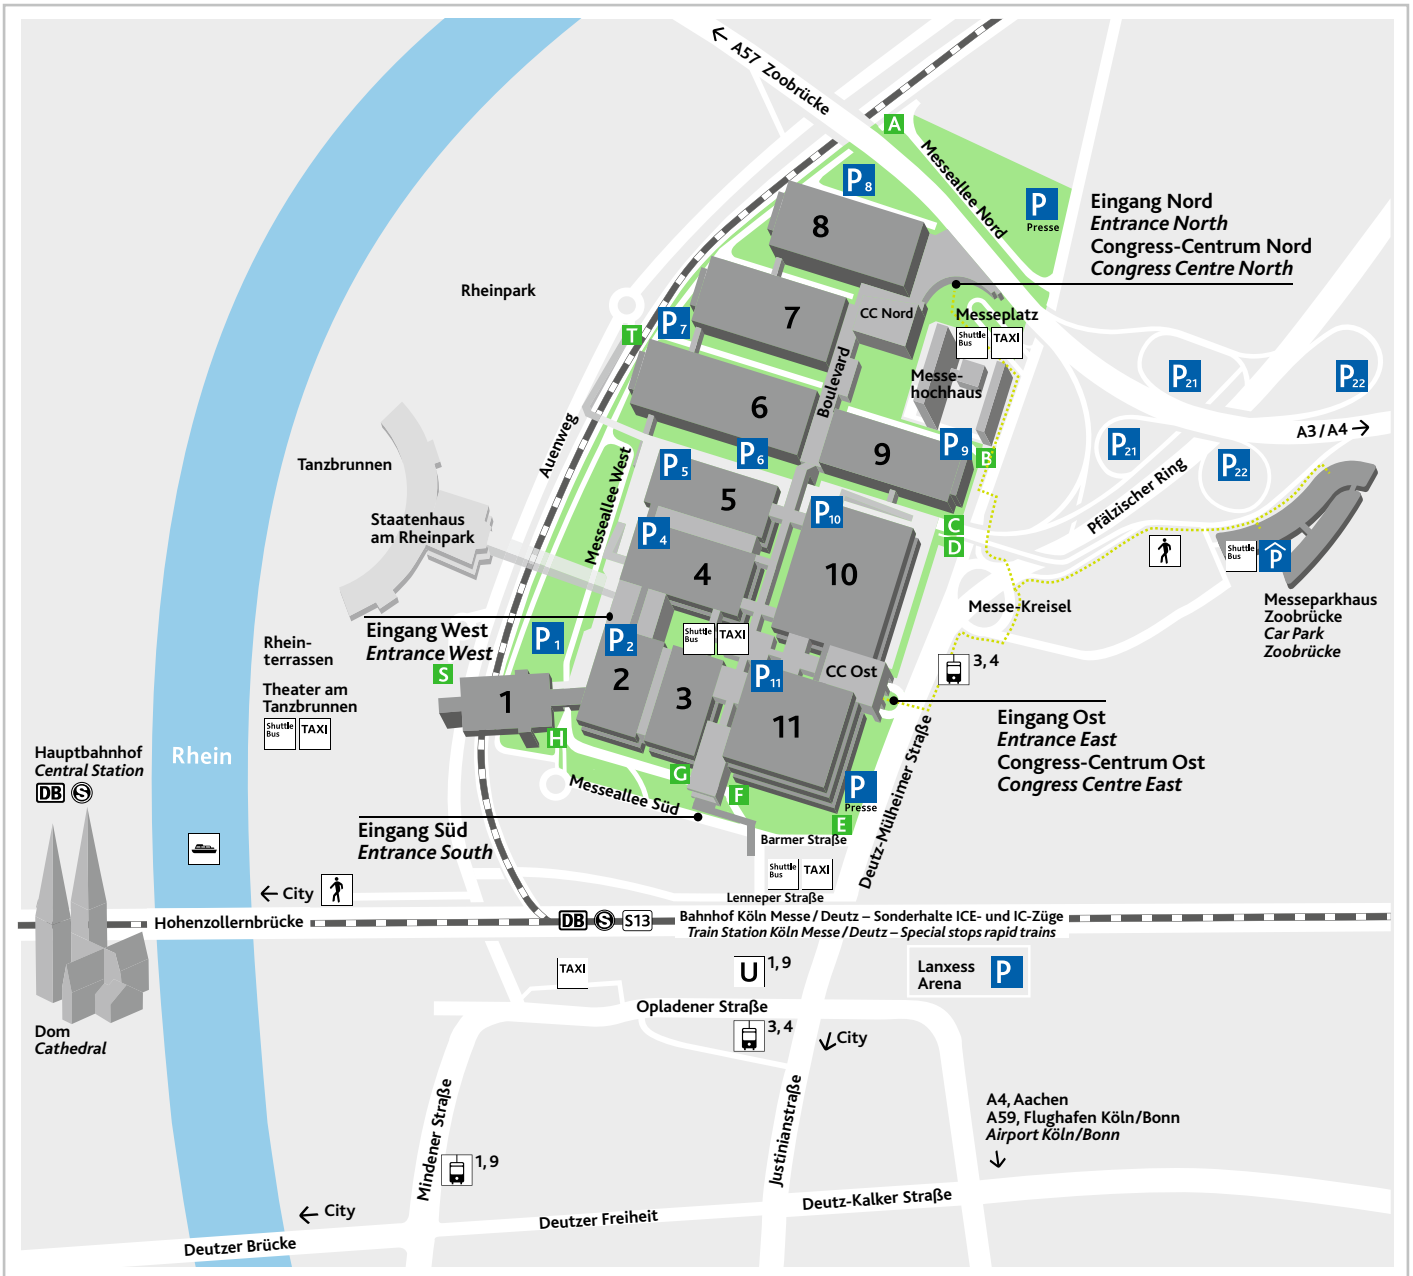 A57 Zoobrücke
A
Messeallee Nord
P8
P
Presse
Eingang Nord
Entrance North
Congress-Centrum Nord
Congress Centre North
8
Rheinpark
7
CC Nord
Messeplatz
Shuttle
Bus
TAXI
P7
T
Boulevard
Messe-
hochhaus
P21
P22
6
Auenweg
A3/A4
Tanzbrunnen
P5
P6
9
P9
B
P21
P22
Messeallee West
5
Pfälzischer Ring
Staatenhaus
am Rheinpark
P4
P10
C
D
Shuttle
Bus
P
4
10
Messeparkhaus
Zoobrücke
Car Park
Zoobrücke
Messe-Kreisel
Eingang West
Entrance West
P1
P2
Shuttle
Bus
TAXI
Rhein-
terrassen
S
3, 4
CC Ost
P11
2
3
1
Theater am
Tanzbrunnen
Shuttle
Bus
TAXI
11
Eingang Ost
Entrance East
Congress-Centrum Ost
Congress Centre East
H
Rhein
Hauptbahnhof
Central Station
DB
S
G
F
P
Presse
E
Messeallee Süd
Deutz-Mülheimer Straße
Eingang Süd
Entrance South
Barmer Straße
Shuttle
Bus
TAXI
City
Lenneper Straße
Hohenzollernbrücke
DB
S
S13
Bahnhof Köln Messe / Deutz – Sonderhalte ICE- und IC-Züge
Train Station Köln Messe / Deutz – Special stops rapid trains
TAXI
U
1, 9
Lanxess
Arena
P
Opladener Straße
3, 4
City
Dom
Cathedral
Mindener Straße
Justinianstraße
A4, Aachen
A59, Flughafen Köln/Bonn
Airport Köln/Bonn
1, 9
Deutz-Kalker Straße
City
Deutzer Freiheit
Deutzer Brücke